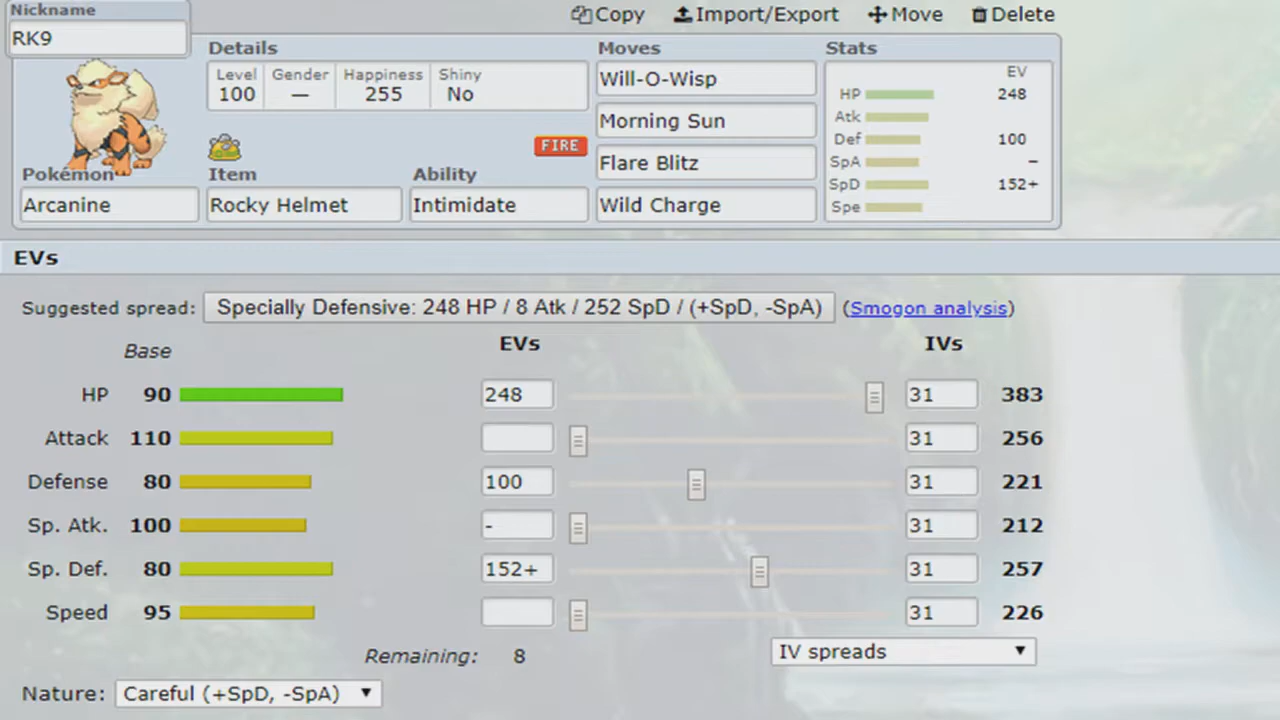 Nickname
Copy Import/Export Move Delete
RK9
Details Moves Stats
Level Gender Happiness Shiny
100 — 255 No
Will-O-Wisp
EV
HP 248
Atk
Morning Sun
Def 100
FIRE
Flare Blitz
SpA –
Pokémon Item Ability
SpD 152+
Arcanine Rocky Helmet Intimidate Wild Charge
Spe
EVs
Suggested spread: Specially Defensive: 248 HP / 8 Atk / 252 SpD / (+SpD, -SpA) (Smogon analysis)
Base EVs IVs
HP 90 248 31 383
Attack 110 31 256
Defense 80 100 31 221
Sp. Atk. 100 - 31 212
Sp. Def. 80 152+ 31 257
Speed 95 31 226
Remaining: 8 IV spreads
Nature: Careful (+SpD, -SpA)